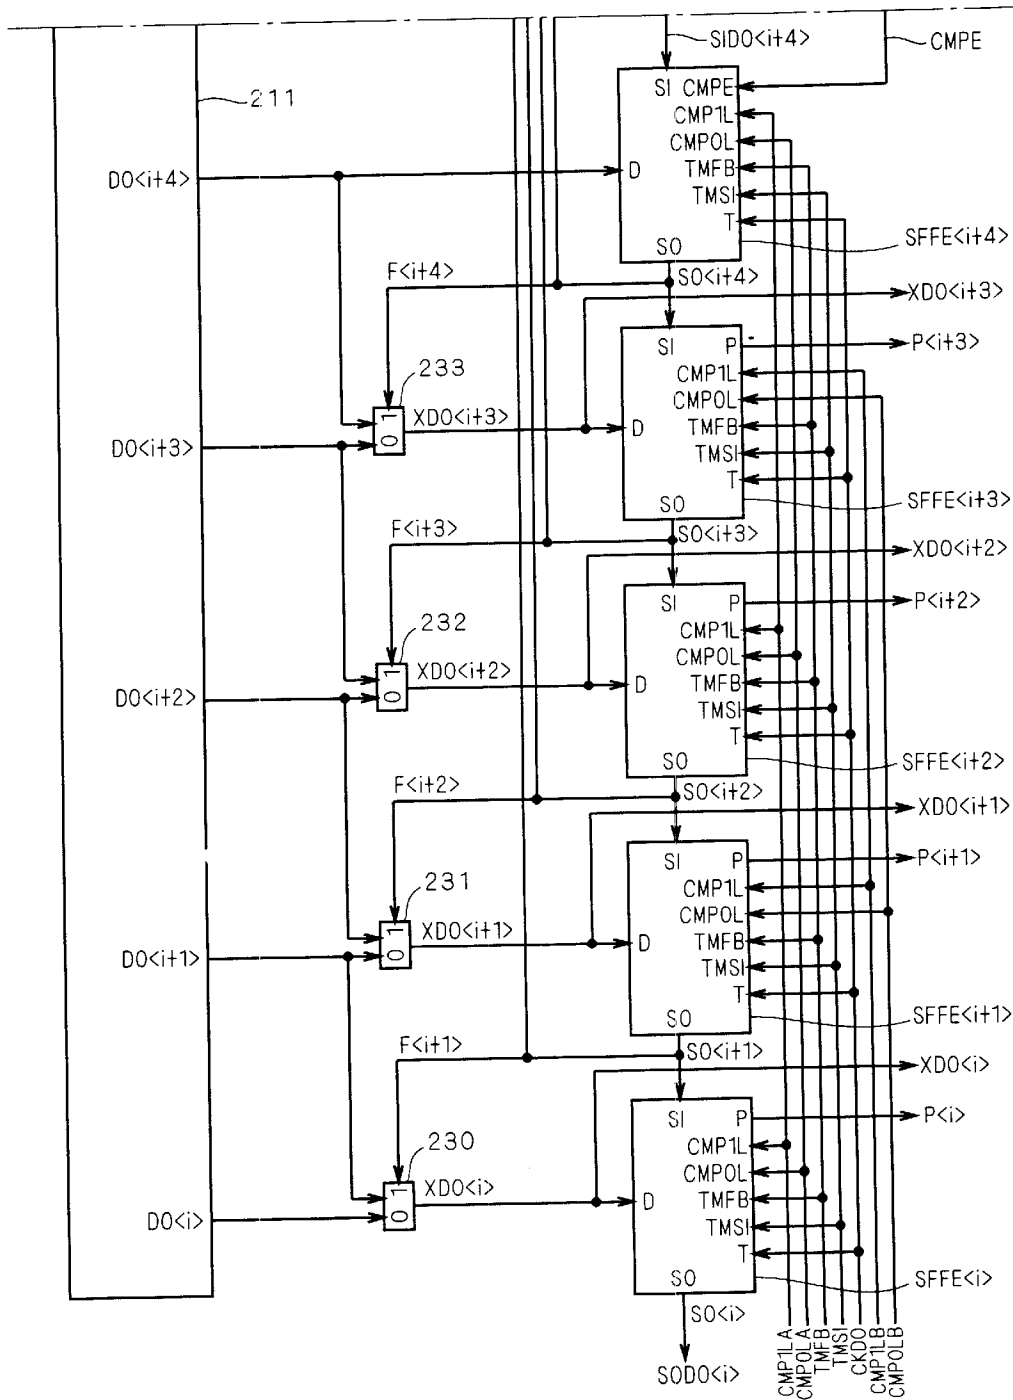 SIDO<i+4>
CMPE
211
SI CMPE
CMP1L
CMP0L
DO<i+4>
D
TMFB
TMSI
T
SO
SFFE<i+4>
F<i+4>
SO<i+4>
XDO<i+3>
SI
P
P<i+3>
233
CMP1L
CMP0L
0 1
XDO<i+3>
D
TMFB
DO<i+3>
TMSI
T
SFFE<i+3>
SO
F<i+3>
SO<i+3>
XDO<i+2>
SI
P
P<i+2>
232
CMP1L
CMP0L
0 1
XDO<i+2>
D
TMFB
DO<i+2>
TMSI
T
SO
SFFE<i+2>
F<i+2>
SO<i+2>
XDO<i+1>
SI
P
P<i+1>
231
CMP1L
CMP0L
0 1
XDO<i+1>
D
TMFB
DO<i+1>
TMSI
T
SO
SFFE<i+1>
F<i+1>
SO<i+1>
XDO<i>
SI
P
P<i>
230
CMP1L
CMP0L
0 1
XDO<i>
D
TMFB
DO<i>
TMSI
T
SO
SFFE<i>
SO<i>
SODO<i>
CMP1LA
CMP0LA
TMFB
TMSI
CKDO
CMP1LB
CMP0LB